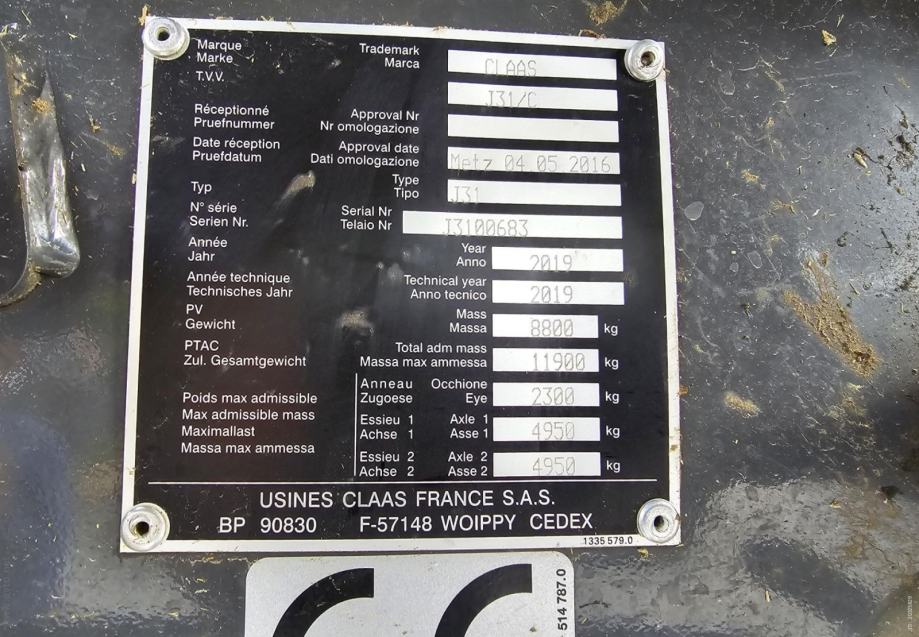 Marque Trademark
Marke Marca CLAAS
T.V.V. J31/C
Réceptionné Approval Nr
Pruefnummer Nr omologazione
Date réception Approval date
Pruefdatum Dati omologazione Metz 04.05.2016
Typ Type
Tipo J31
N° série Serial Nr
Serien Nr. Telaio Nr J3100683
Année Year
Jahr Anno 2019
Année technique Technical year
Technisches Jahr Anno tecnico 2019
PV Mass
Gewicht Massa 8800 kg
PTAC Total adm mass
Zul. Gesamtgewicht Massa max ammessa 11900 kg
Anneau Occhione
Poids max admissible Zugoese Eye 2300 kg
Max admissible mass Essieu 1 Axle 1
Maximallast Achse 1 Asse 1 4950 kg
Massa max ammessa Essieu 2 Axle 2
Achse 2 Asse 2 4950 kg
USINES CLAAS FRANCE S.A.S.
BP 90830 F-57148 WOIPPY CEDEX
1335 579.0
CE
514 787.0